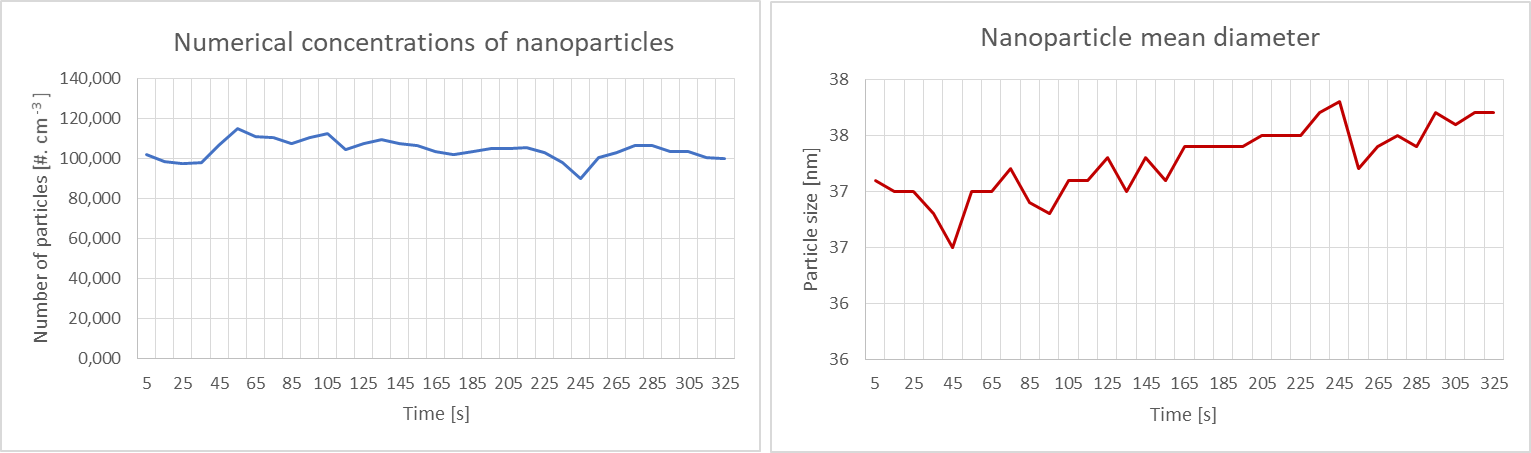 Numerical concentrations of nanoparticles
Number of particles [#. cm-3 ]
140,000
120,000
100,000
80,000
60,000
40,000
20,000
0,000
5 25 45 65 85 105 125 145 165 185 205 225 245 265 285 305 325
Time [s]
Nanoparticle mean diameter
Particle size [nm]
38
38
37
37
36
36
5 25 45 65 85 105 125 145 165 185 205 225 245 265 285 305 325
Time [s]